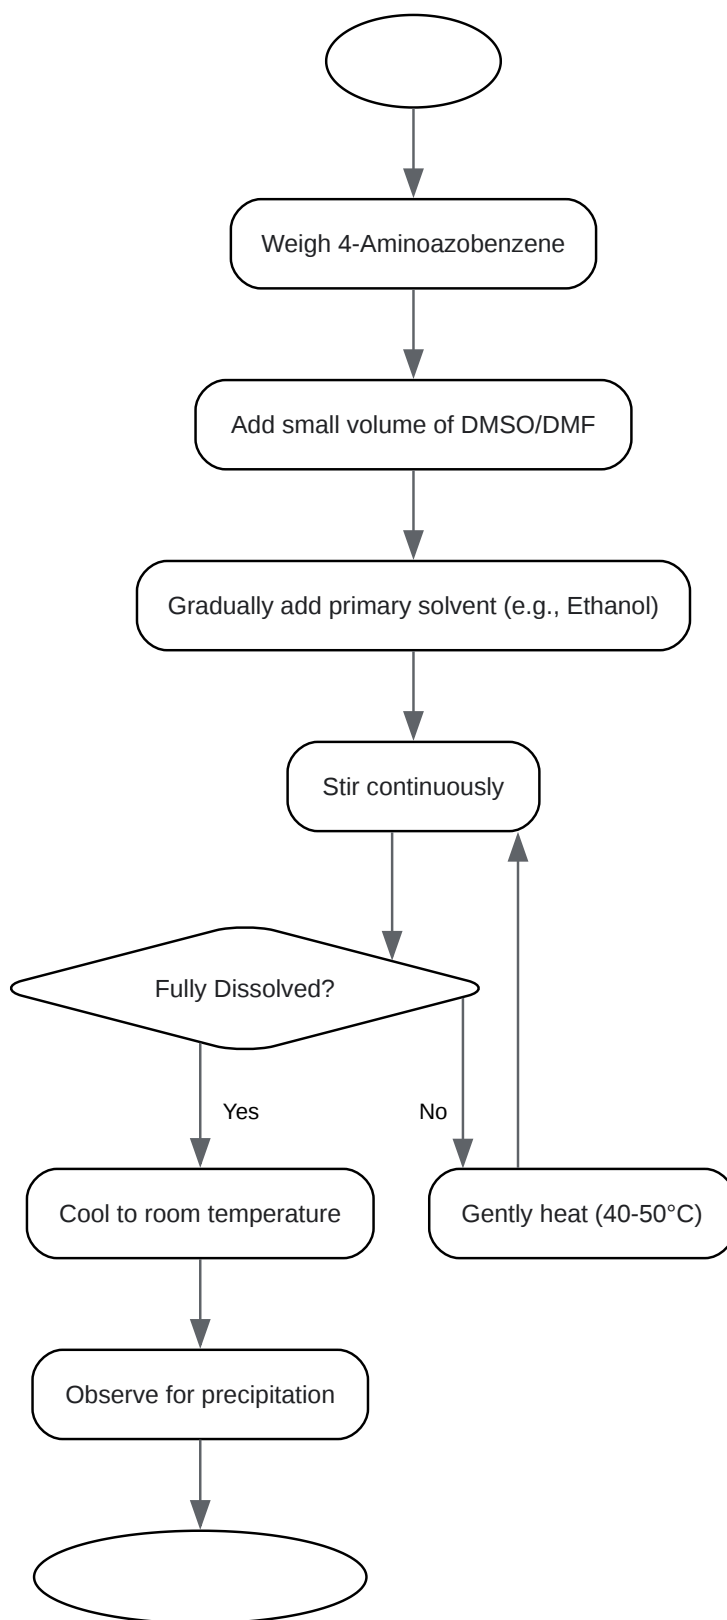 Weigh 4-Aminoazobenzene
Add small volume of DMSO/DMF
Gradually add primary solvent (e.g., Ethanol)
Stir continuously
Fully Dissolved?
Yes
No
Cool to room temperature
Gently heat (40-50°C)
Observe for precipitation